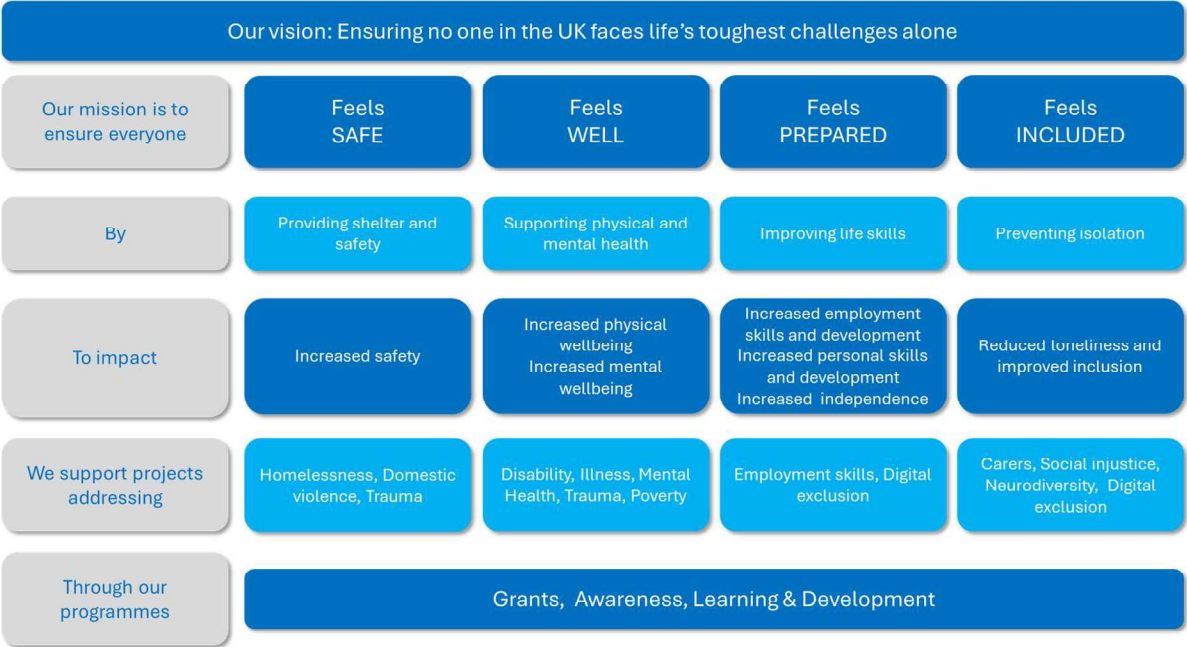 Our vision: Ensuring no one in the UK faces life’s toughest challenges alone
Our mission is to
ensure everyone
Feels
SAFE
Feels
WELL
Feels
PREPARED
Feels
INCLUDED
By
Providing shelter and
safety
Supporting physical and
mental health
Improving life skills
Preventing isolation
To impact
Increased safety
Increased physical
wellbeing
Increased mental
wellbeing
Increased employment
skills and development
Increased personal skills
and development
Increased independence
Reduced loneliness and
improved inclusion
We support projects
addressing
Homelessness, Domestic
violence, Trauma
Disability, Illness, Mental
Health, Trauma, Poverty
Employment skills, Digital
exclusion
Carers, Social injustice,
Neurodiversity, Digital
exclusion
Through our
programmes
Grants, Awareness, Learning & Development